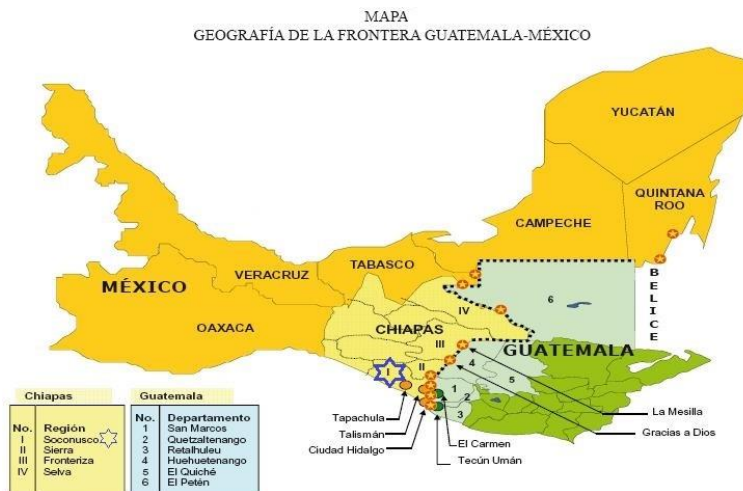 MAPA
GEOGRAFÍA DE LA FRONTERA GUATEMALA-MÉXICO
YUCATÁN
QUINTANA
ROO
CAMPECHE
TABASCO
VERACRUZ
MÉXICO
OAXACA
BELICE
6
IV
CHIAPAS
III
GUATEMALA
4
II
I
5
1
2
3
Tapachula
Talismán
Ciudad Hidalgo
El Carmen
Tecún Umán
La Mesilla
Gracias a Dios
Chiapas
No. Región
I Soconusco
II Sierra
III Fronteriza
IV Selva
Guatemala
No. Departamento
1 San Marcos
2 Quetzaltenango
3 Retalhuleu
4 Huehuetenango
5 El Quiché
6 El Petén